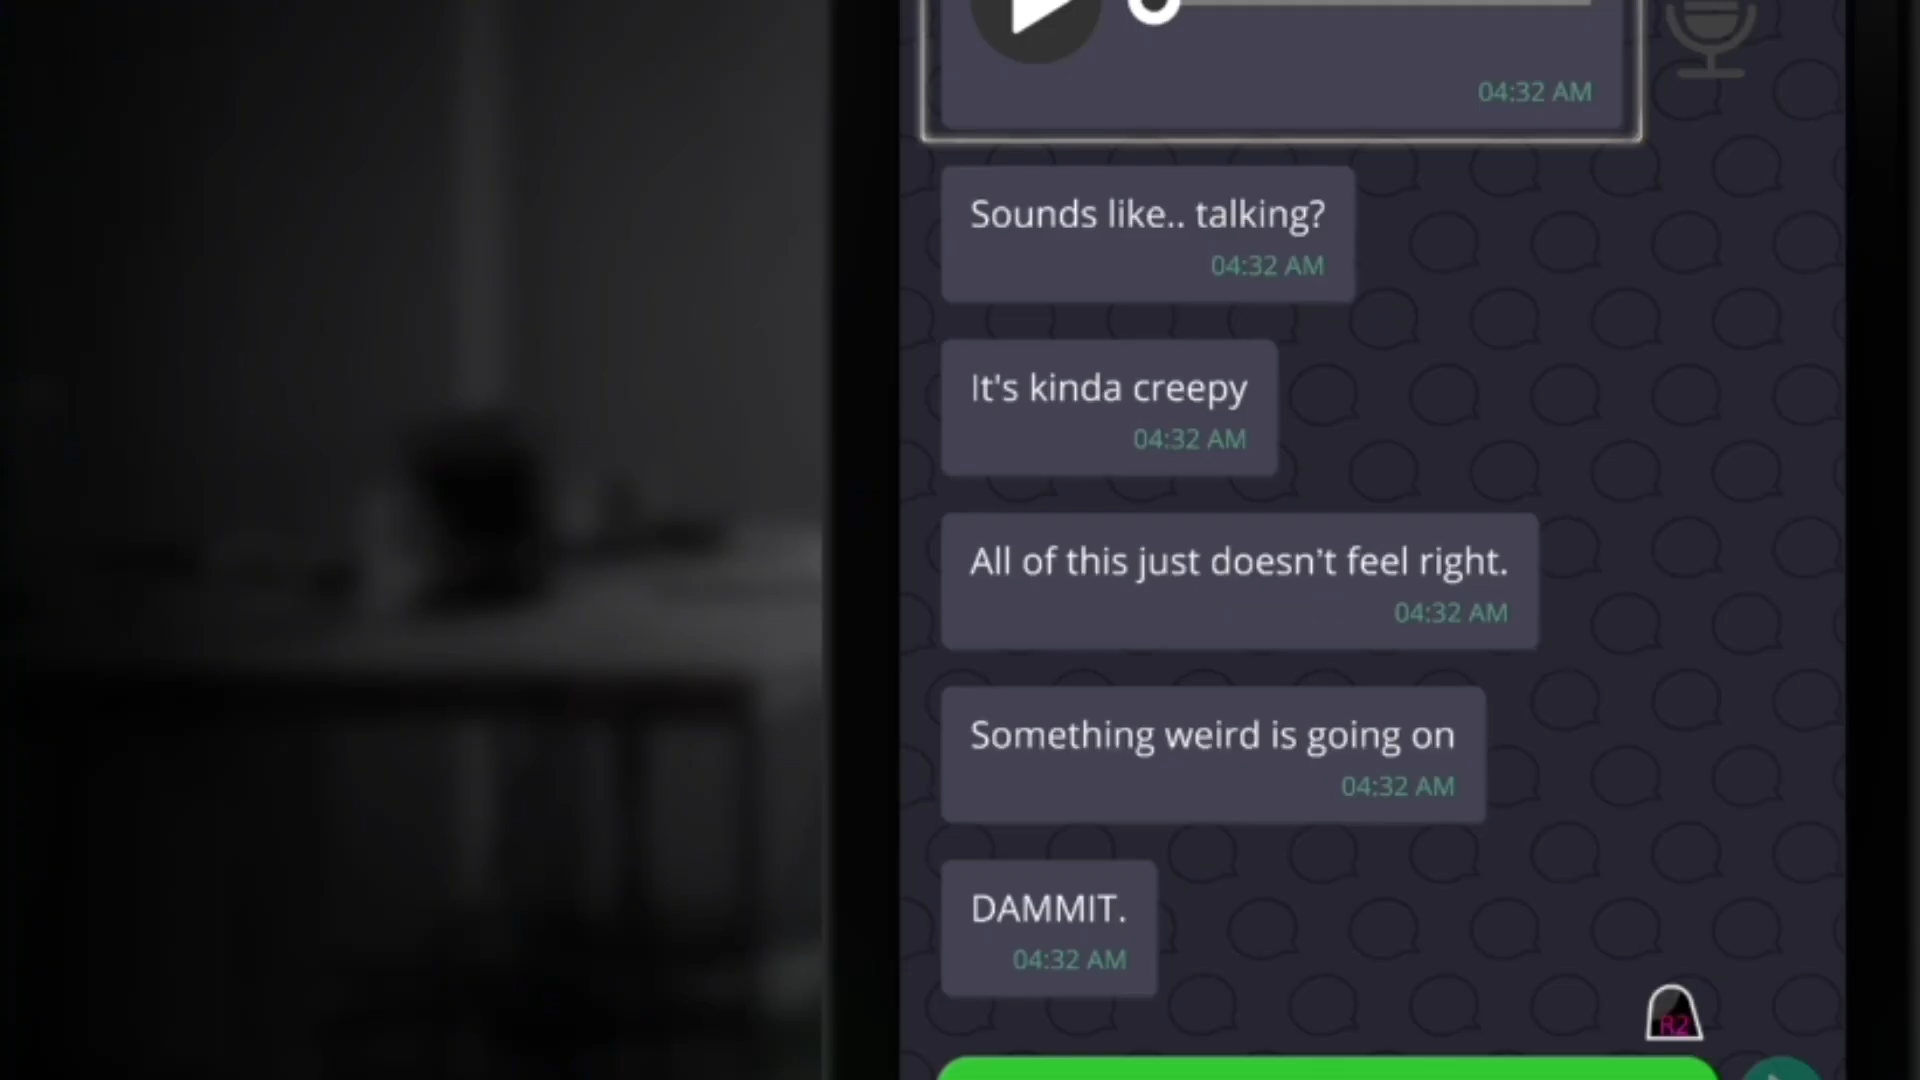 04:32 AM
Sounds like.. talking?
04:32 AM
It's kinda creepy
04:32 AM
All of this just doesn't feel right.
04:32 AM
Something weird is going on
04:32 AM
DAMMIT.
04:32 AM
R2